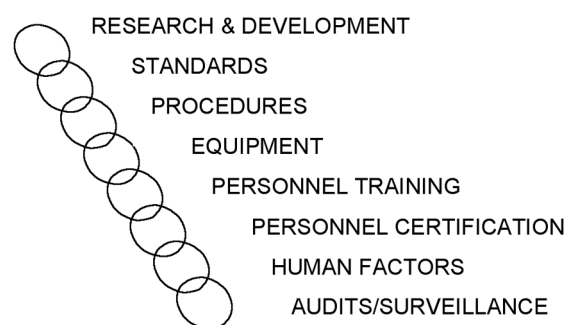 RESEARCH & DEVELOPMENT
STANDARDS
PROCEDURES
EQUIPMENT
PERSONNEL TRAINING
PERSONNEL CERTIFICATION
HUMAN FACTORS
AUDITS/SURVEILLANCE